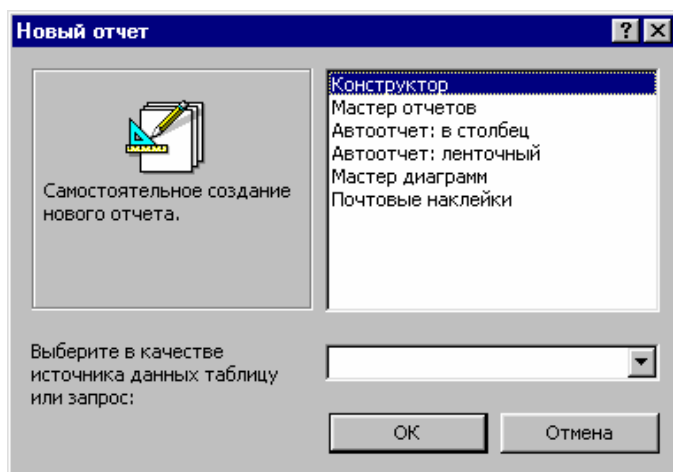 Новый отчет
Конструктор
Мастер отчетов
Автоотчет: в столбец
Автоотчет: ленточный
Мастер диаграмм
Почтовые наклейки
Самостоятельное создание
нового отчета.
Выберите в качестве
источника данных таблицу
или запрос:
ОК
Отмена